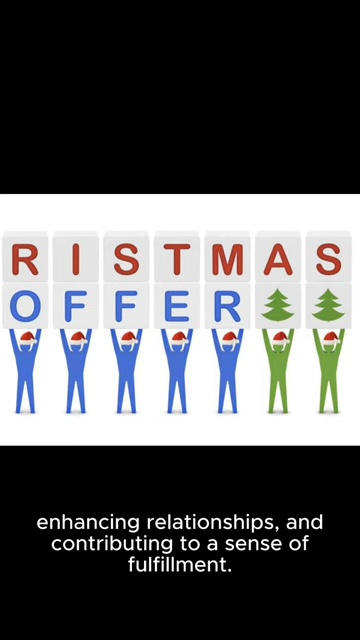 RISTMAS
OFFER
enhancing relationships, and
contributing to a sense of
fulfillment.